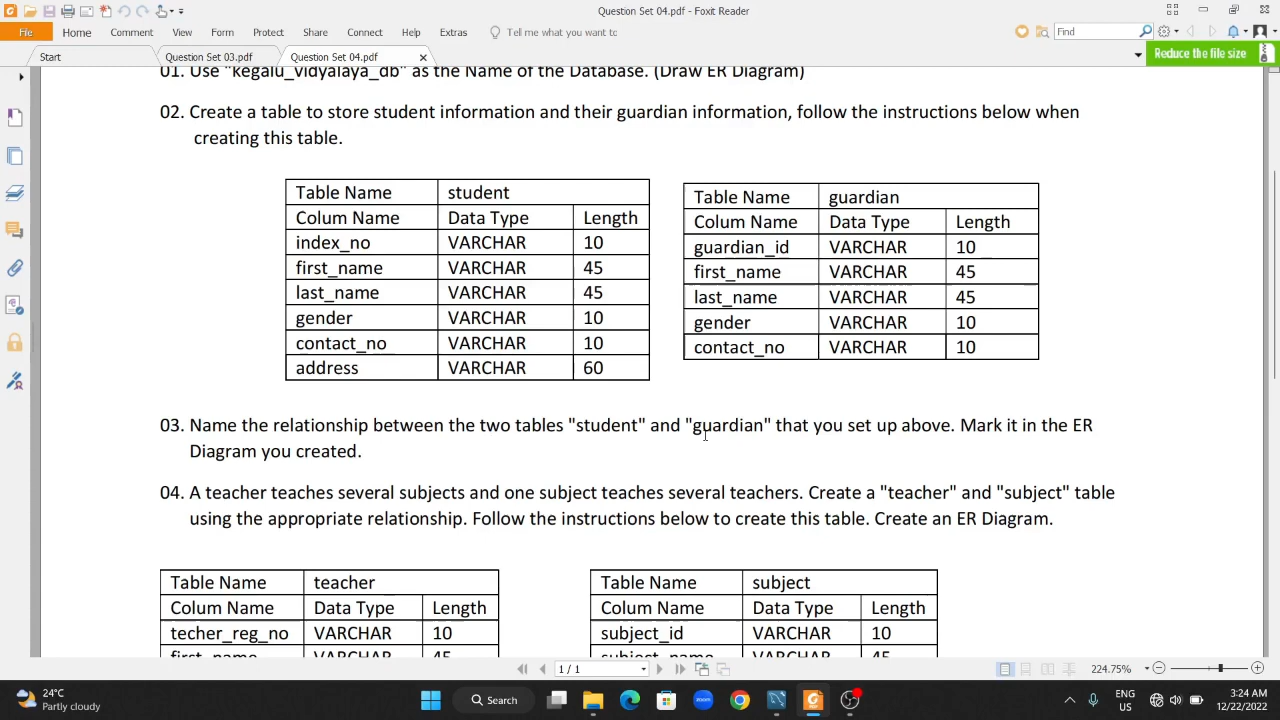 Question Set 04.pdf - Foxit Reader
File Home Comment View Form Protect Share Connect Help Extras Tell me what you want tc Find
Start Question Set 03.pdf Question Set 04.pdf Reduce the file size
01. Use "kegalu_vidyalaya_db" as the Name of the Database. (Draw ER Diagram)
02. Create a table to store student information and their guardian information, follow the instructions below when
creating this table.
Table Name student
Colum Name Data Type Length
index_no VARCHAR 10
first_name VARCHAR 45
last_name VARCHAR 45
gender VARCHAR 10
contact_no VARCHAR 10
address VARCHAR 60
Table Name guardian
Colum Name Data Type Length
guardian_id VARCHAR 10
first_name VARCHAR 45
last_name VARCHAR 45
gender VARCHAR 10
contact_no VARCHAR 10
03. Name the relationship between the two tables "student" and "guardian" that you set up above. Mark it in the ER
Diagram you created.
04. A teacher teaches several subjects and one subject teaches several teachers. Create a "teacher" and "subject" table
using the appropriate relationship. Follow the instructions below to create this table. Create an ER Diagram.
Table Name teacher
Colum Name Data Type Length
techer_reg_no VARCHAR 10
first_name VARCHAR 45
Table Name subject
Colum Name Data Type Length
subject_id VARCHAR 10
subject_name VARCHAR 45
1 / 1 224.75%
24°C
Partly cloudy
Search
zoom
ENG
US
3:24 AM
12/22/2022